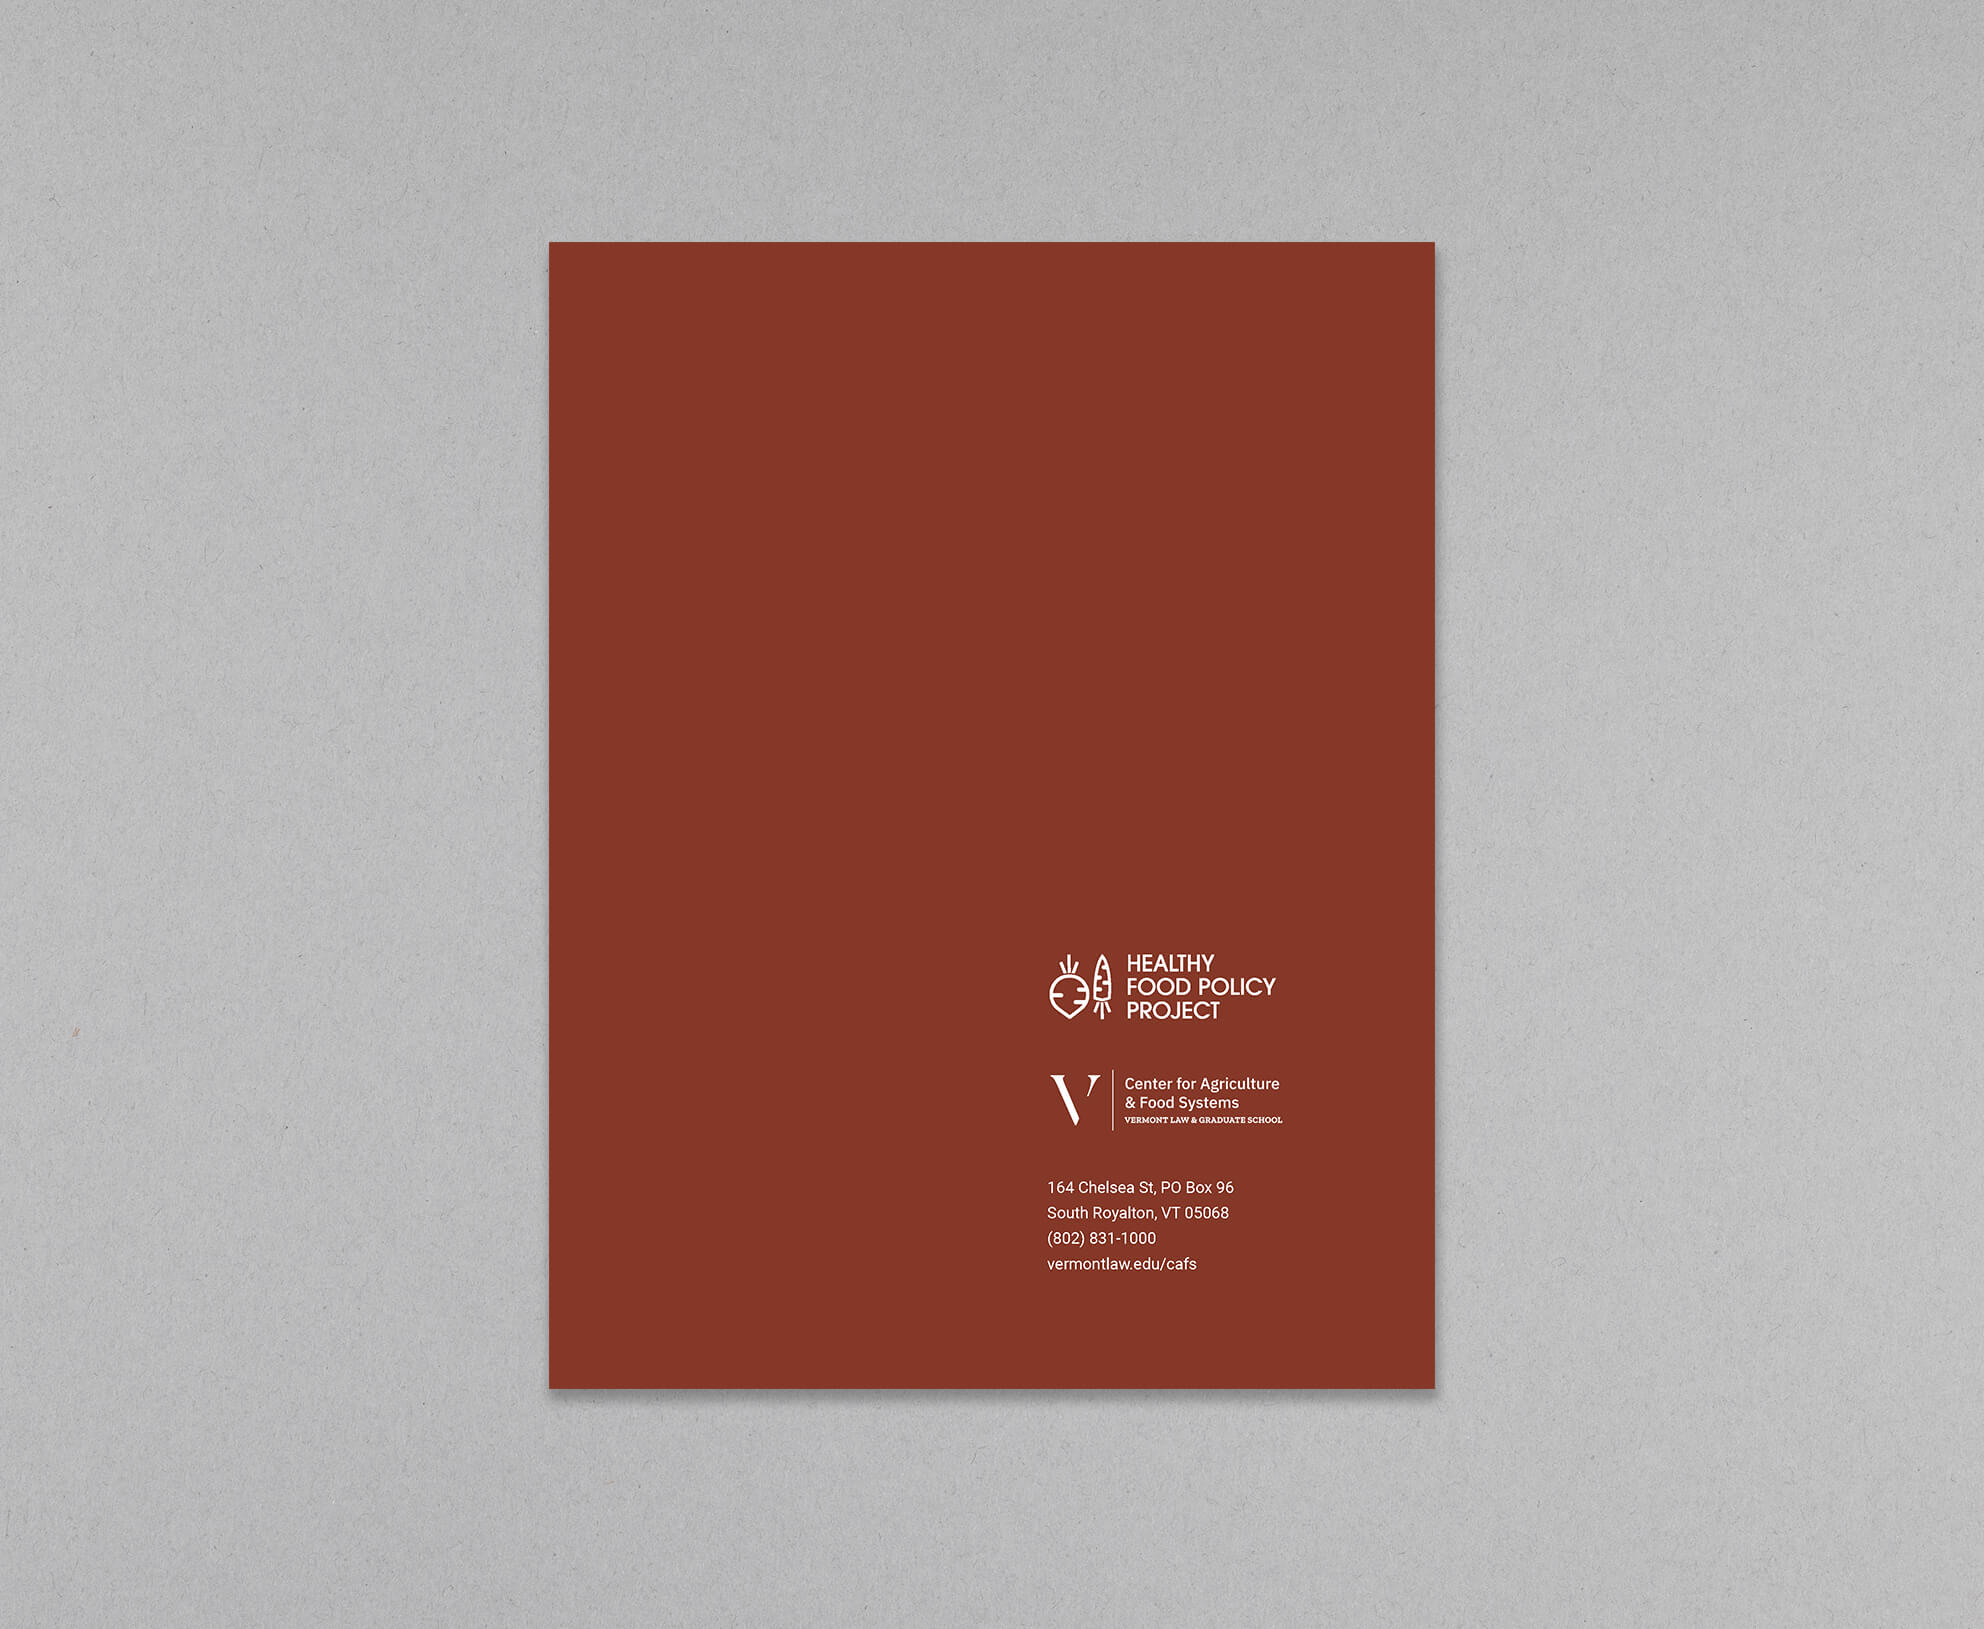 HEALTHY
FOOD POLICY
PROJECT
V
Center for Agriculture
& Food Systems
VERMONT LAW & GRADUATE SCHOOL
164 Chelsea St, PO Box 96
South Royalton, VT 05068
(802) 831-1000
vermontlaw.edu/cafs